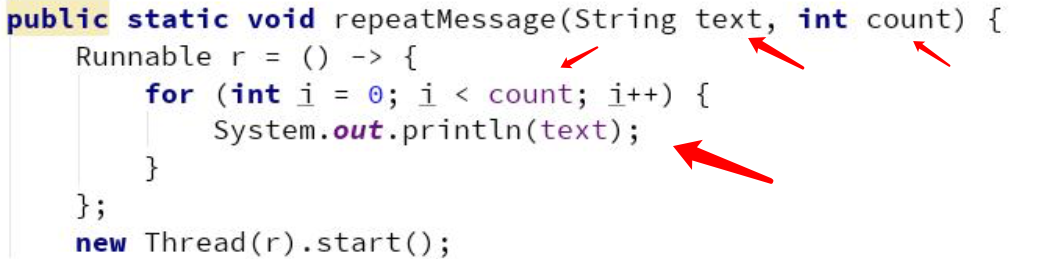 public static void repeatMessage(String text, int count) {
Runnable r = () -> {
for (int i = 0; i < count; i++) {
System.out.println(text);
}
};
new Thread(r).start();